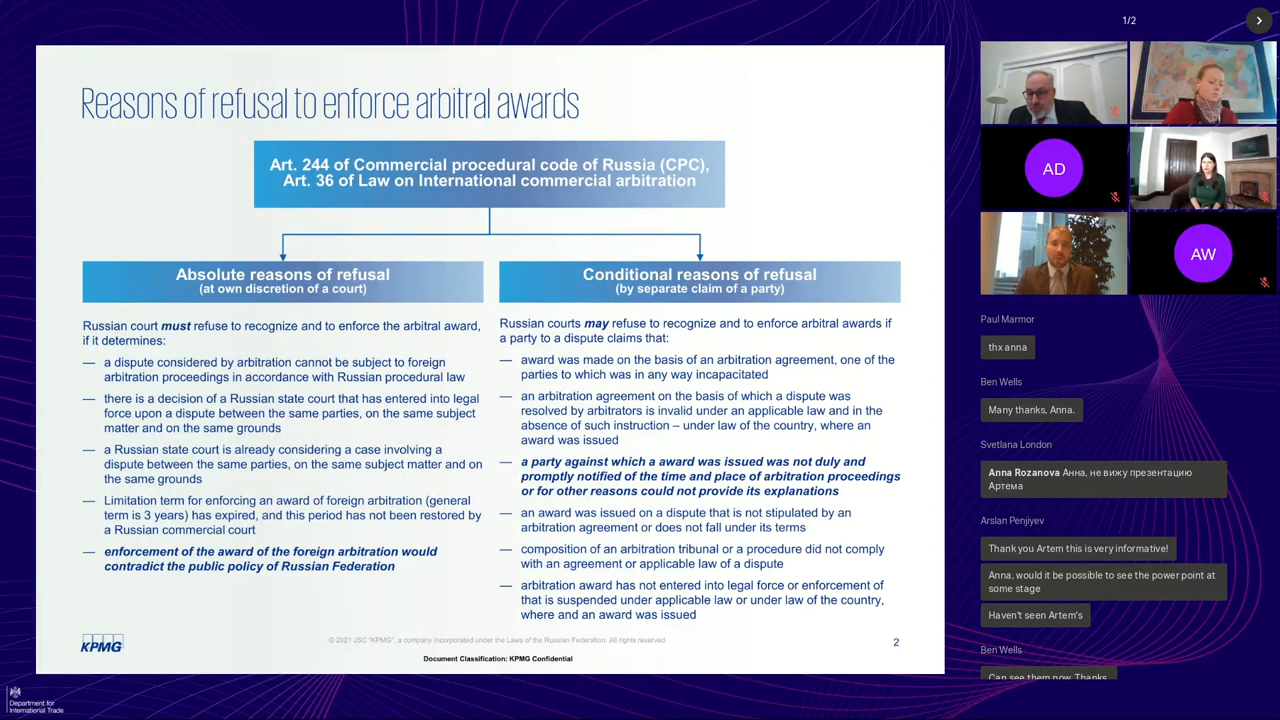 1/2
Reasons of refusal to enforce arbitral awards
Art. 244 of Commercial procedural code of Russia (CPC),
Art. 36 of Law on International commercial arbitration
Absolute reasons of refusal
(at own discretion of a court)
Russian court must refuse to recognize and to enforce the arbitral award,
if it determines:
— a dispute considered by arbitration cannot be subject to foreign
arbitration proceedings in accordance with Russian procedural law
— there is a decision of a Russian state court that has entered into legal
force upon a dispute between the same parties, on the same subject
matter and on the same grounds
— a Russian state court is already considering a case involving a
dispute between the same parties, on the same subject matter and on
the same grounds
— Limitation term for enforcing an award of foreign arbitration (general
term is 3 years) has expired, and this period has not been restored by
a Russian commercial court
— enforcement of the award of the foreign arbitration would
contradict the public policy of Russian Federation
Conditional reasons of refusal
(by separate claim of a party)
Russian courts may refuse to recognize and to enforce arbitral awards if
a party to a dispute claims that:
— award was made on the basis of an arbitration agreement, one of the
parties to which was in any way incapacitated
— an arbitration agreement on the basis of which a dispute was
resolved by arbitrators is invalid under an applicable law and in the
absence of such instruction – under law of the country, where an
award was issued
— a party against which a award was issued was not duly and
promptly notified of the time and place of arbitration proceedings
or for other reasons could not provide its explanations
— an award was issued on a dispute that is not stipulated by an
arbitration agreement or does not fall under its terms
— composition of an arbitration tribunal or a procedure did not comply
with an agreement or applicable law of a dispute
— arbitration award has not entered into legal force or enforcement of
that is suspended under applicable law or under law of the country,
where and an award was issued
KPMG
© 2021 JSC "KPMG", a company incorporated under the Laws of the Russian Federation. All rights reserved.
Document Classification: KPMG Confidential
2
Department for
International Trade
AD
AW
Paul Marmor
thx anna
Ben Wells
Many thanks, Anna.
Svetlana London
Anna Rozanova Анна, не вижу презентацию
Артема
Arslan Penjiyev
Thank you Artem this is very informative!
Anna, would it be possible to see the power point at
some stage
Haven't seen Artem's
Ben Wells
Can see them now. Thanks